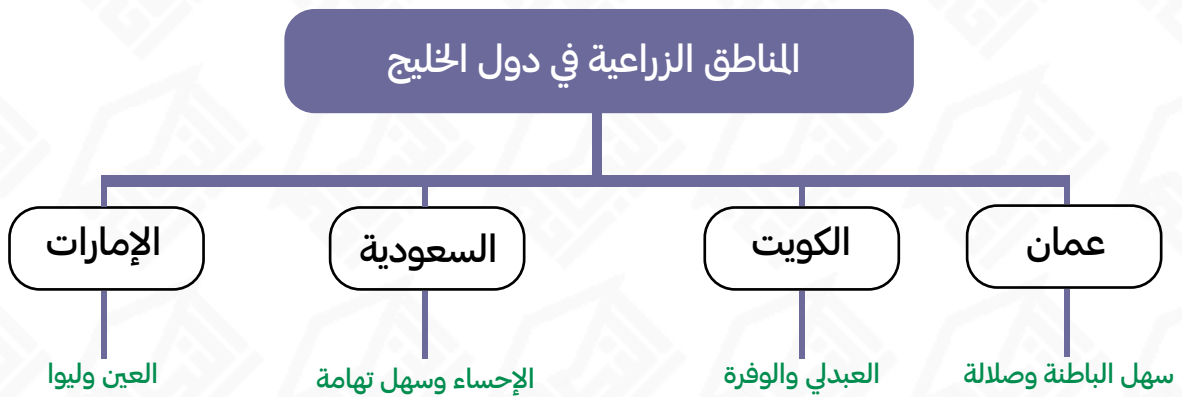 المناطق الزراعية في دول الخليج
عمان
الكويت
السعودية
الإمارات
سهل الباطنة وصلالة
العبدلي والوفرة
الإحساء وسهل تهامة
العين وليوا